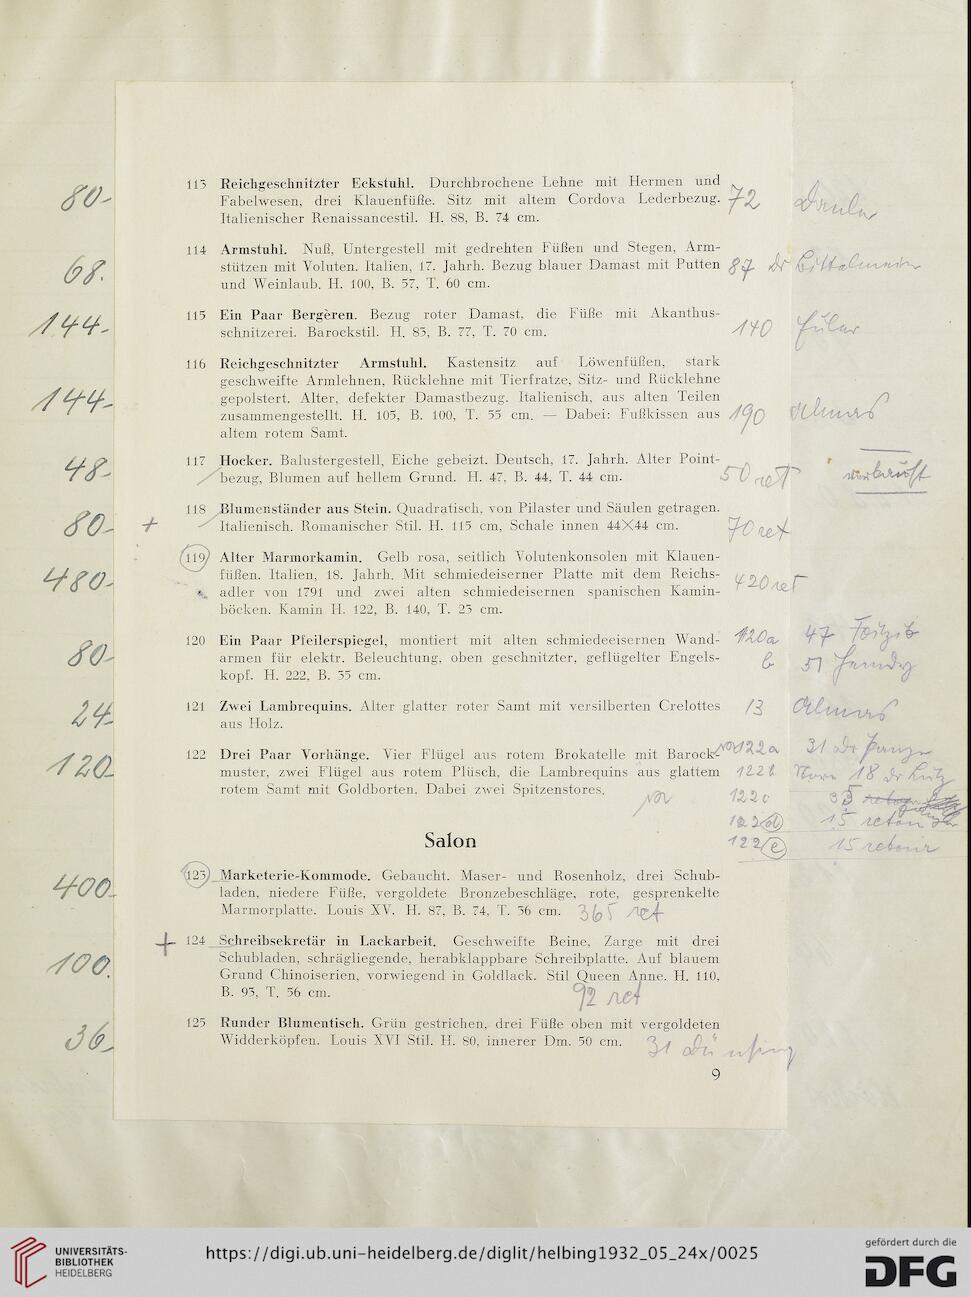 80- 113 Reichgeschnitzter Eckstuhl. Durchbrochene Lehne mit Hermen und
Fabelwesen, drei Klauenfüße. Sitz mit altem Cordova Lederbezug. 72
Italienischer Renaissancestil. H. 88, B. 74 cm.
68. 114 Armstuhl. Nuß, Untergestell mit gedrehten Füßen und Stegen, Arm-
stützen mit Voluten. Italien, 17. Jahrh. Bezug blauer Damast mit Putten 87 Dr
und Weinlaub. H. 100, B. 57, T. 60 cm.
144- 115 Ein Paar Bergèren. Bezug roter Damast, die Füße mit Akanthus-
schnitzerei. Barockstil. H. 83, B. 77, T. 70 cm. 140
144- 116 Reichgeschnitzter Armstuhl. Kastensitz auf Löwenfüßen, stark
geschweifte Armlehnen, Rücklehne mit Tierfratze, Sitz- und Rücklehne
gepolstert. Alter, defekter Damastbezug. Italienisch, aus alten Teilen
zusammengestellt. H. 105, B. 100, T. 55 cm. — Dabei: Fußkissen aus 190
altem rotem Samt.
48- 117 Hocker. Balustergestell, Eiche gebeizt. Deutsch, 17. Jahrh. Alter Point-
bezug, Blumen auf hellem Grund. H. 47, B. 44, T. 44 cm. 50 ret verkauft
80- + 118 Blumenständer aus Stein. Quadratisch, von Pilaster und Säulen getragen.
Italienisch. Romanischer Stil. H. 115 cm, Schale innen 44×44 cm. 70 ret
480- 119 Alter Marmorkamin. Gelb rosa, seitlich Volutenkonsolen mit Klauen-
füßen. Italien, 18. Jahrh. Mit schmiedeiserner Platte mit dem Reichs- 420 ret
adler von 1791 und zwei alten schmiedeisernen spanischen Kamin-
böcken. Kamin H. 122, B. 140, T. 23 cm.
80- 120 Ein Paar Pfeilerspiegel, montiert mit alten schmiedeeisernen Wand- 120a 47
armen für elektr. Beleuchtung, oben geschnitzter, geflügelter Engels- b 51
kopf. H. 222, B. 35 cm.
24- 121 Zwei Lambrequins. Alter glatter roter Samt mit versilberten Crelottes 13
aus Holz.
120- 122 Drei Paar Vorhänge. Vier Flügel aus rotem Brokatelle mit Barock- 122a 31 Dr
muster, zwei Flügel aus rotem Plüsch, die Lambrequins aus glattem 122b 18 Dr
rotem Samt mit Goldborten. Dabei zwei Spitzenstores. 122c
122d 15
122e 15 retour
Salon
400- 123 Marketerie-Kommode. Gebaucht. Maser- und Rosenholz, drei Schub-
laden, niedere Füße, vergoldete Bronzebeschläge, rote, gesprenkelte
Marmorplatte. Louis XV. H. 87, B. 74, T. 36 cm. 365 ret
100. + 124 Schreibsekretär in Lackarbeit. Geschweifte Beine, Zarge mit drei
Schubladen, schrägliegende, herabklappbare Schreibplatte. Auf blauem
Grund Chinoiserien, vorwiegend in Goldlack. Stil Queen Anne. H. 110,
B. 93, T. 56 cm. 92 ret
36- 125 Runder Blumentisch. Grün gestrichen, drei Füße oben mit vergoldeten
Widderköpfen. Louis XVI Stil. H. 80, innerer Dm. 50 cm. 31
9
UNIVERSITÄTS-
BIBLIOTHEK
HEIDELBERG
https://digi.ub.uni-heidelberg.de/diglit/helbing1932_05_24x/0025
gefördert durch die
DFG